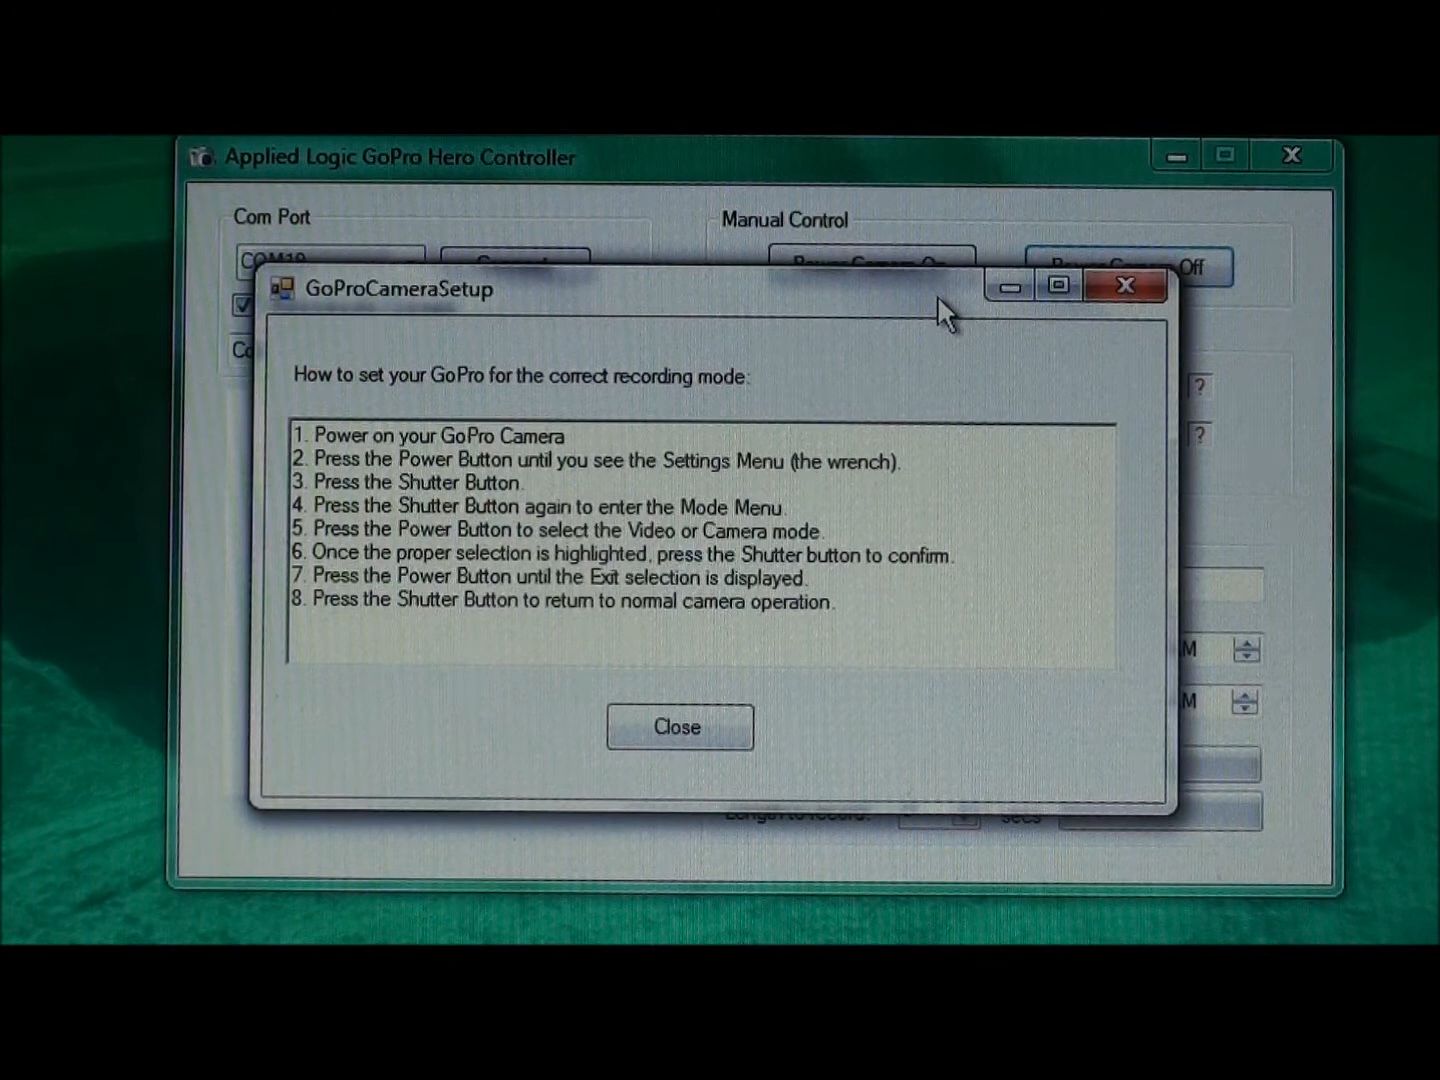 Applied Logic GoPro Hero Controller
Com Port
Manual Control
COM19
Off
GoProCameraSetup
How to set your GoPro for the correct recording mode:
?
?
1. Power on your GoPro Camera
2. Press the Power Button until you see the Settings Menu (the wrench).
3. Press the Shutter Button.
4. Press the Shutter Button again to enter the Mode Menu.
5. Press the Power Button to select the Video or Camera mode.
6. Once the proper selection is highlighted, press the Shutter button to confirm.
7. Press the Power Button until the Exit selection is displayed.
8. Press the Shutter Button to return to normal camera operation.
M
M
Close
Length to record:
secs